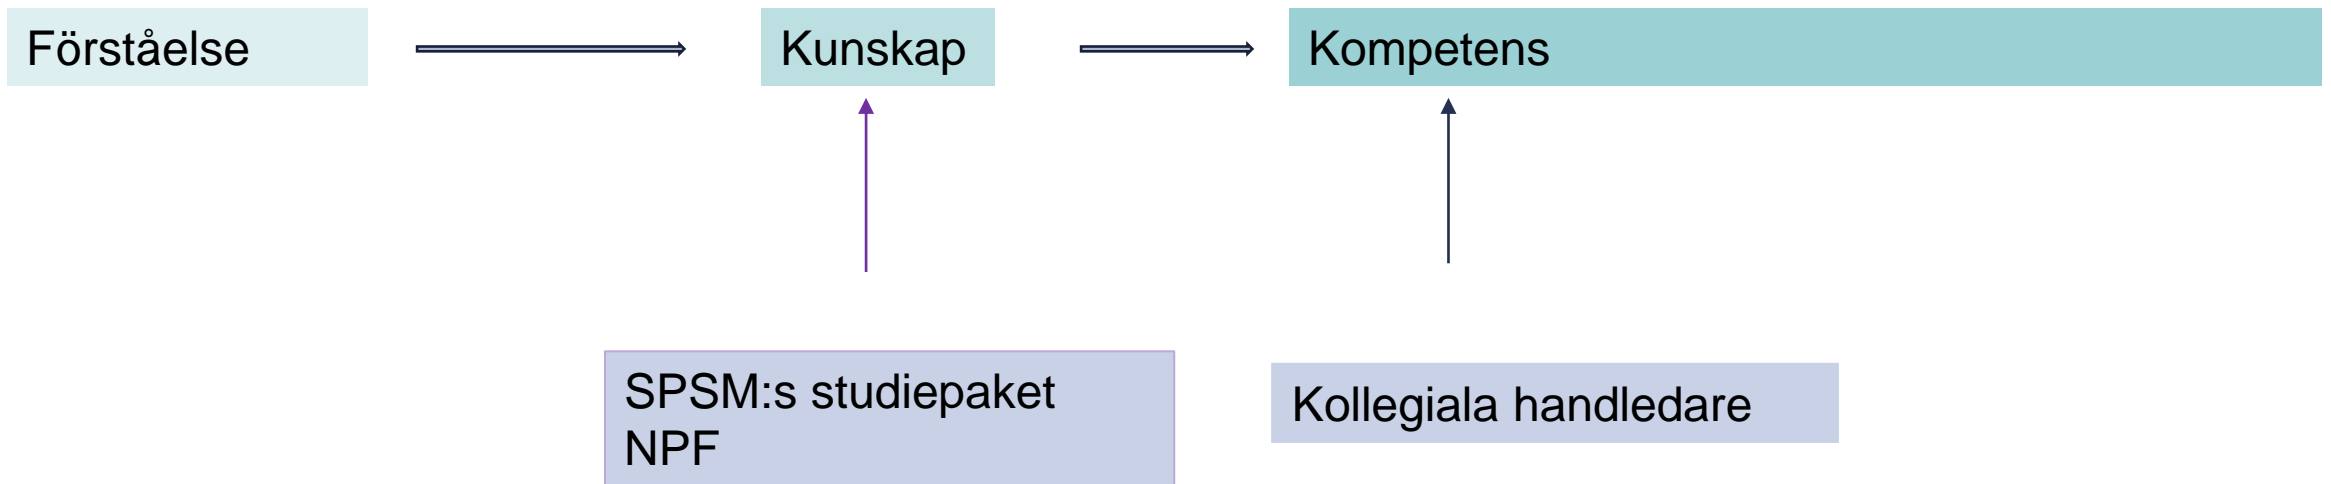 Förståelse
Kunskap
Kompetens
SPSM:s studiepaket
NPF
Kollegiala handledare